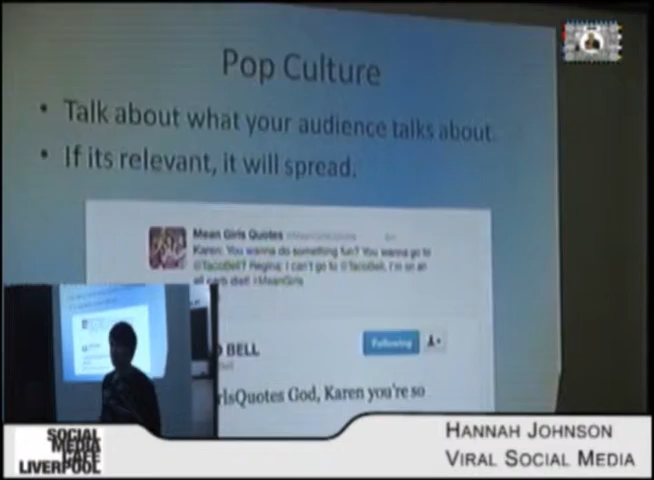 Pop Culture
• Talk about what your audience talks about.
• If its relevant, it will spread.
Mean Girls Quotes
Karen: You wanna do something fun? You wanna go to
@TacoBell? Regina: I can't go to @TacoBell, I'm on an
all carb diet! #MeanGirls
BELL
Following
rlsQuotes God, Karen you're so
SOCIAL
MEDIA
CAFE
LIVERPOOL
HANNAH JOHNSON
VIRAL SOCIAL MEDIA